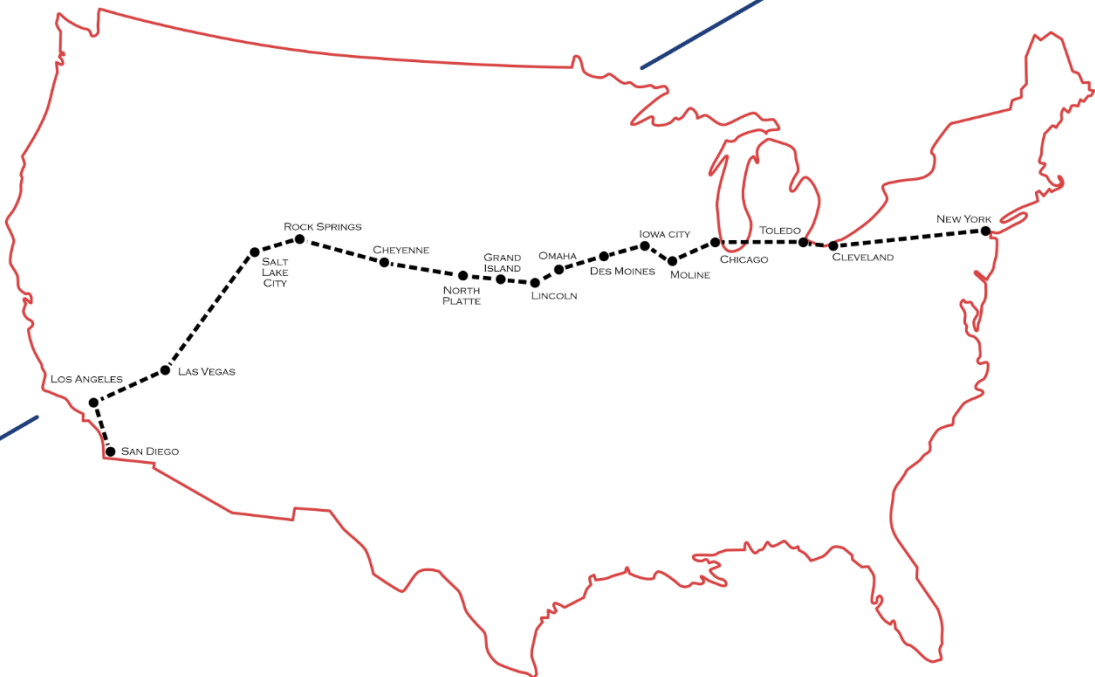 NEW YORK
ROCK SPRINGS
TOLEDO
IOWA CITY
CHEYENNE
GRAND
ISLAND
OMAHA
CHICAGO
CLEVELAND
SALT
LAKE
CITY
DES MOINES
MOLINE
NORTH
PLATTE
LINCOLN
LAS VEGAS
LOS ANGELES
SAN DIEGO